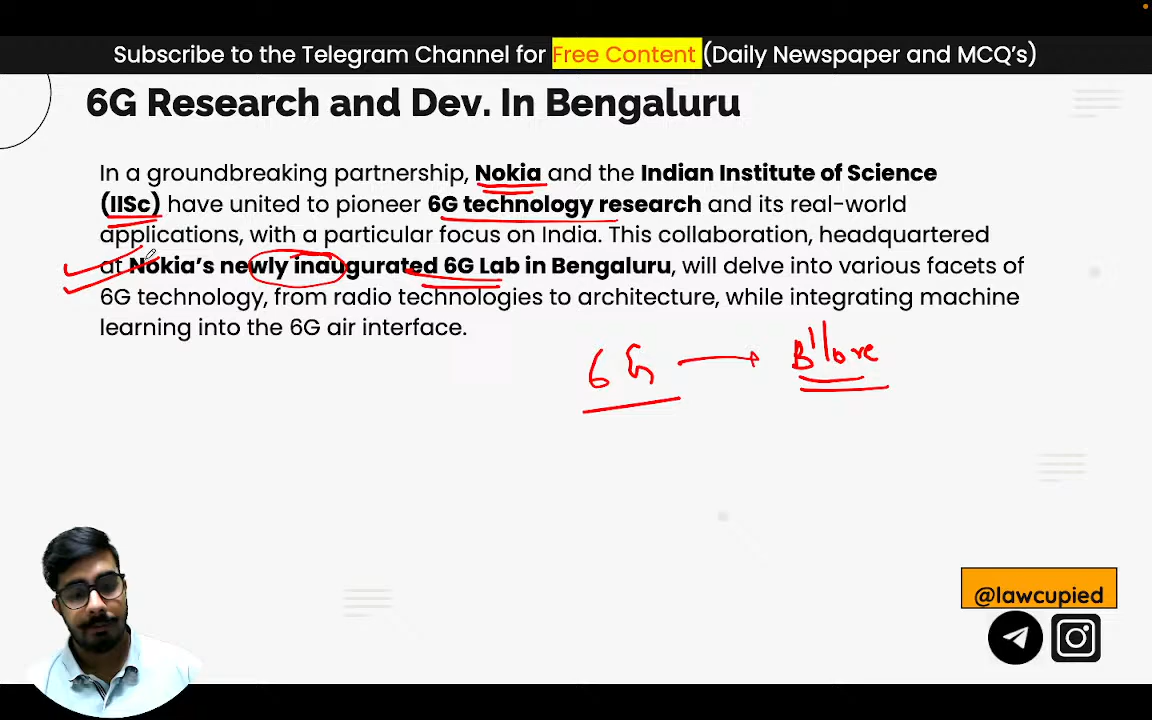 Subscribe to the Telegram Channel for Free Content (Daily Newspaper and MCQ's)
6G Research and Dev. In Bengaluru
In a groundbreaking partnership, Nokia and the Indian Institute of Science
(IISc) have united to pioneer 6G technology research and its real-world
applications, with a particular focus on India. This collaboration, headquartered
at Nokia's newly inaugurated 6G Lab in Bengaluru, will delve into various facets of
6G technology, from radio technologies to architecture, while integrating machine
learning into the 6G air interface.
6G → B'lore
@lawcupied